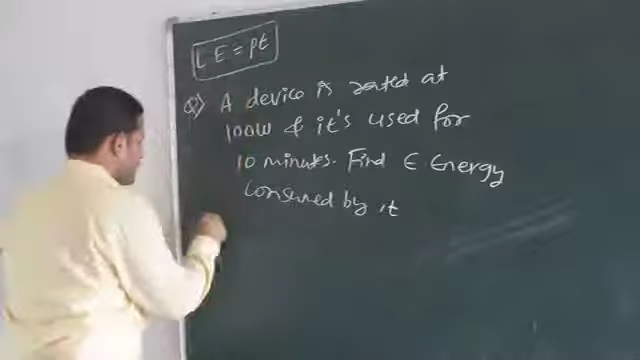 E = pt
Q) A device is rated at
100W & it's used for
10 minutes. Find E Energy
consumed by it